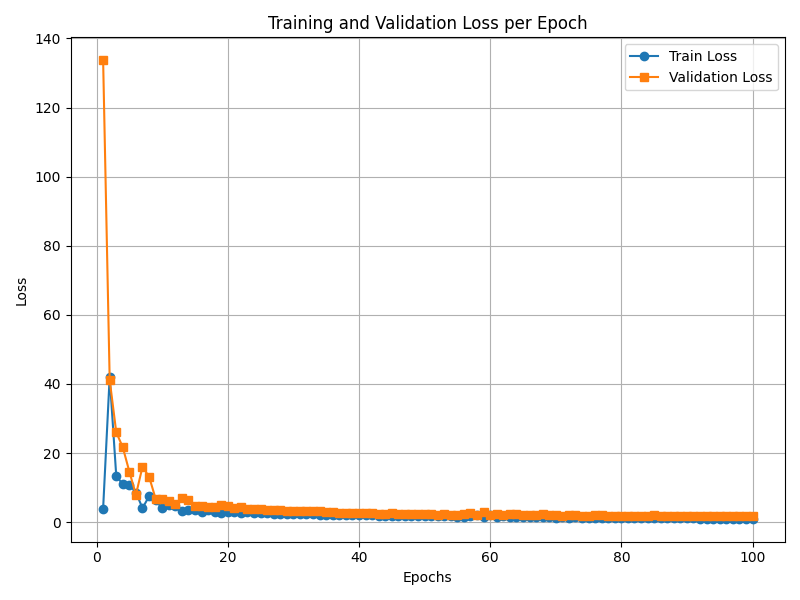 Training and Validation Loss per Epoch
Train Loss
Validation Loss
Loss
140
120
100
80
60
40
20
0
0 20 40 60 80 100
Epochs